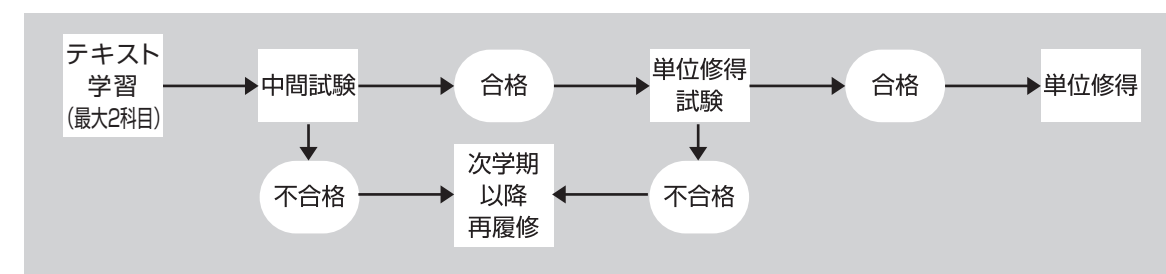 テキスト
学習
(最大2科目)
中間試験
合格
単位修得
試験
合格
単位修得
不合格
次学期
以降
再履修
不合格